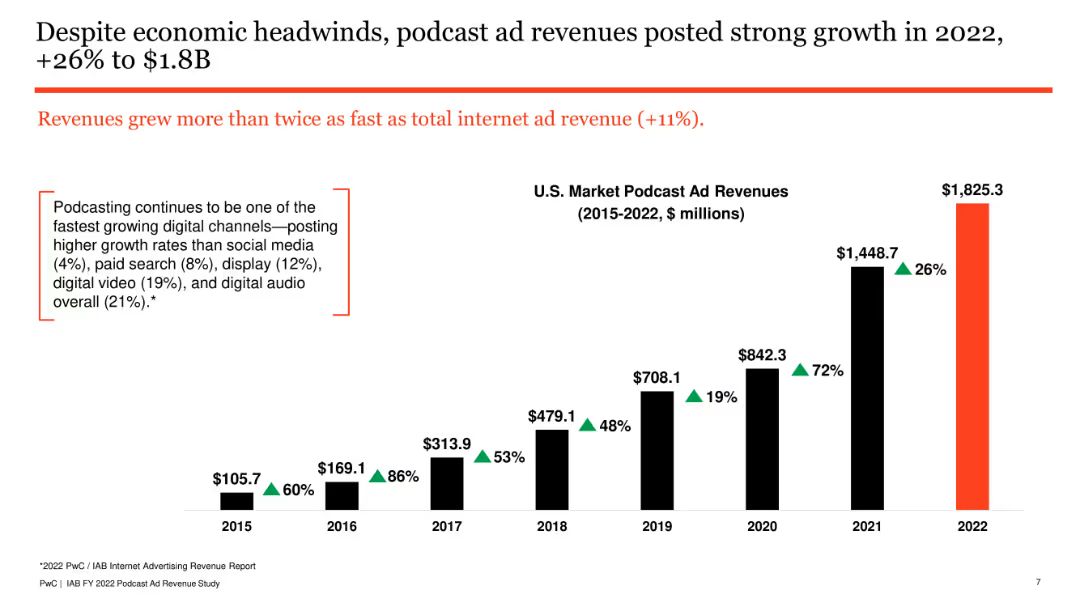 Despite economic headwinds, podcast ad revenues posted strong growth in 2022,
+26% to $1.8B
Revenues grew more than twice as fast as total internet ad revenue (+11%).
Podcasting continues to be one of the
fastest growing digital channels—posting
higher growth rates than social media
(4%), paid search (8%), display (12%),
digital video (19%), and digital audio
overall (21%).*
U.S. Market Podcast Ad Revenues
(2015-2022, $ millions)
$105.7
60%
$169.1
86%
$313.9
53%
$479.1
48%
$708.1
19%
$842.3
72%
$1,448.7
26%
$1,825.3
2015
2016
2017
2018
2019
2020
2021
2022
*2022 PwC / IAB Internet Advertising Revenue Report
PwC | IAB FY 2022 Podcast Ad Revenue Study
7